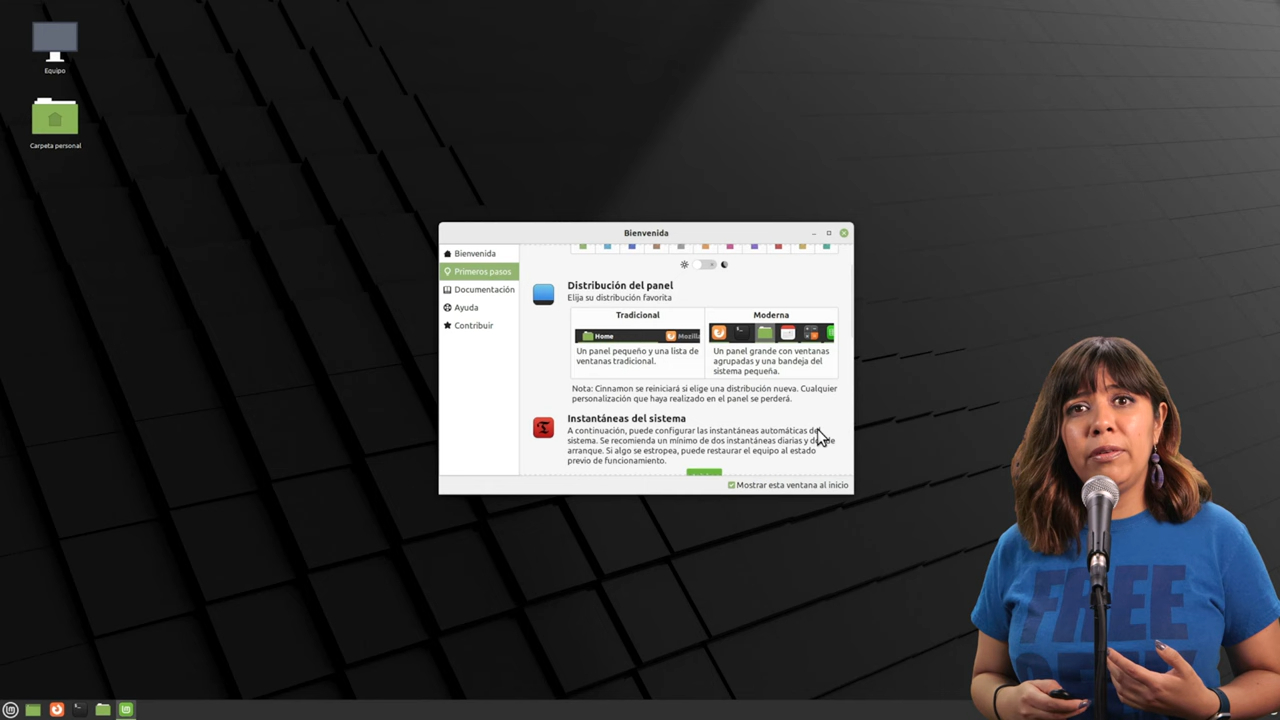 Equipo
Carpeta personal
Bienvenida
Bienvenida
Primeros pasos
Documentación
Ayuda
Contribuir
Distribución del panel
Elija su distribución favorita
Tradicional
Home
Un panel pequeño y una lista de
ventanas tradicional.
Moderna
Un panel grande con ventanas
agrupadas y una bandeja del
sistema pequeña.
Nota: Cinnamon se reiniciará si elige una distribución nueva. Cualquier
personalización que haya realizado en el panel se perderá.
Instantáneas del sistema
A continuación, puede configurar las instantáneas automáticas del
sistema. Se recomienda un mínimo de dos instantáneas diarias y
arranque. Si algo se estropea, puede restaurar el equipo al estado
previo de funcionamiento.
Mostrar esta ventana al inicio
FREE